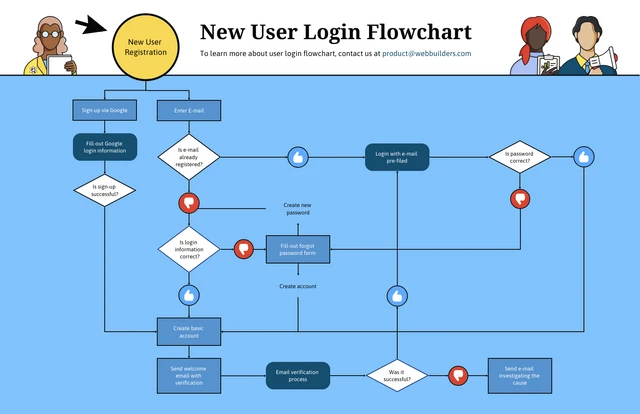 New User Login Flowchart
To learn more about user login flowchart, contact us at product@webbuilders.com
New User
Registration
Sign-up via Google
Enter E-mail
Fill-out Google
login information
Is e-mail
already
registered?
Login with e-mail
pre-filed
Is password
correct?
Is sign-up
successful?
Create new
password
Is login
information
correct?
Fill-out forgot
password form
Create account
Create basic
account
Send welcome
email with
verification
Email verification
process
Was it
successful?
Send e-mail
investigating the
cause